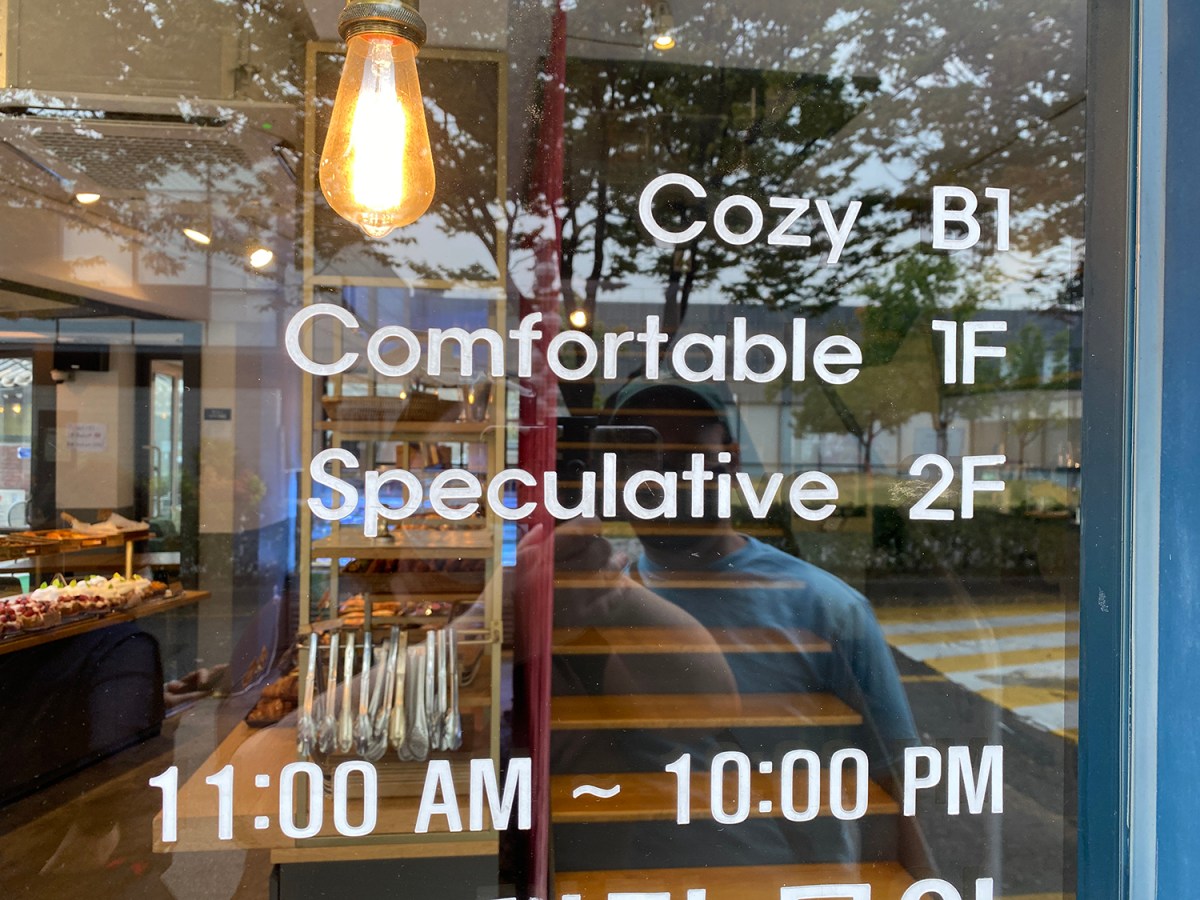 Cozy B1
Comfortable 1F
Speculative 2F
11:00 AM ~ 10:00 PM